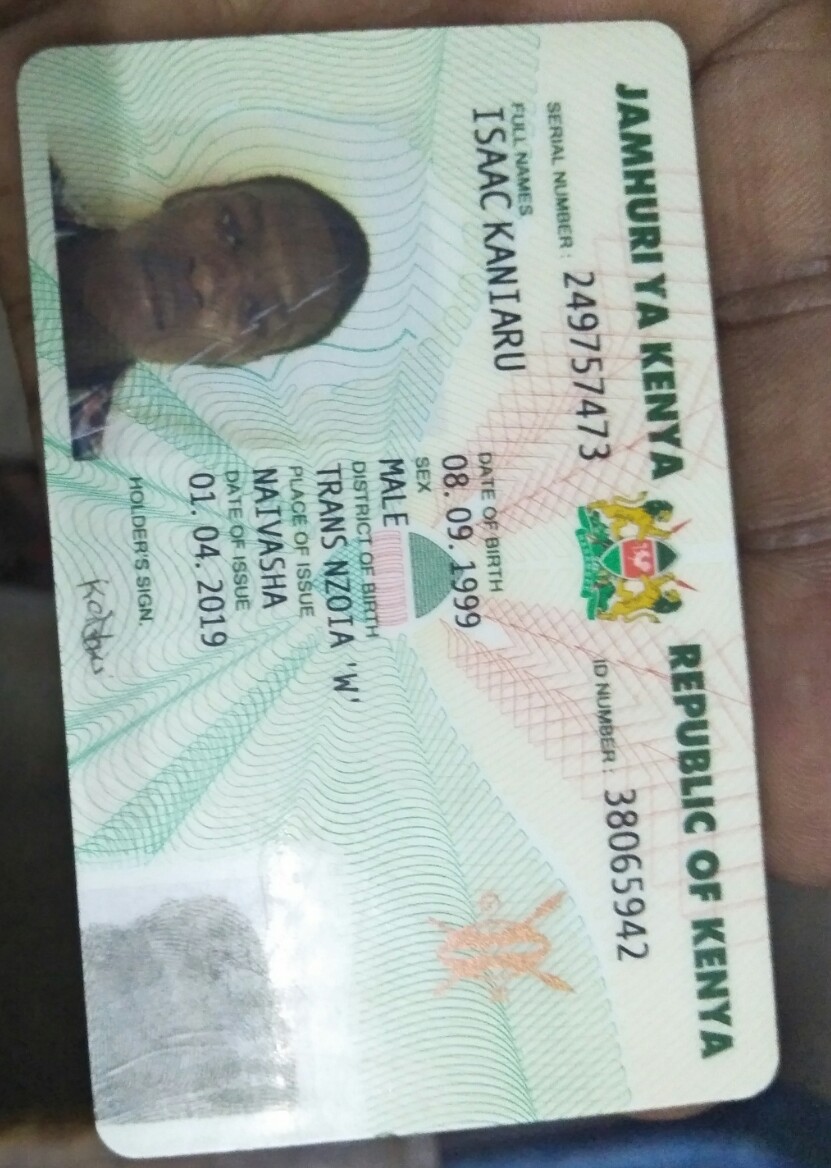 JAMHURI YA KENYA REPUBLIC OF KENYA
SERIAL NUMBER : 249757473 ID NUMBER : 38065942
FULL NAMES
ISAAC KANIARU
DATE OF BIRTH
08. 09. 1999
SEX
MALE
DISTRICT OF BIRTH
TRANS NZOIA 'W'
PLACE OF ISSUE
NAIVASHA
DATE OF ISSUE
01. 04. 2019
HOLDER'S SIGN.